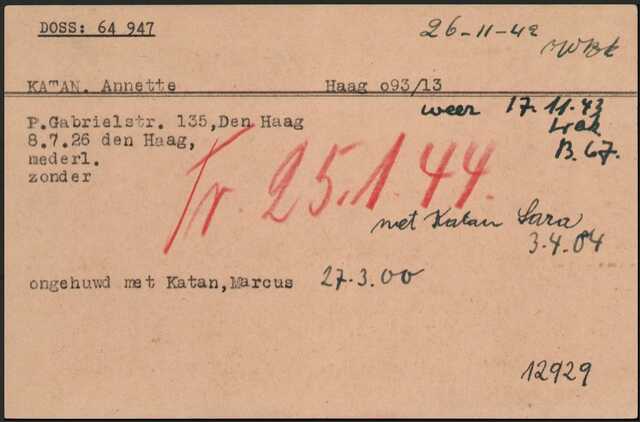 DOSS: 64 947
26-11-42
KATAN. Annette Haag o93/13
weer 17.11.43
P.Gabrielstr. 135,Den Haag
8.7.26 den Haag,
B.67.
nederl.
zonder
Tr. 25.1.44.
met Katan Sara
3.4.04
ongehuwd met Katan,Marcus 27.3.00
12929